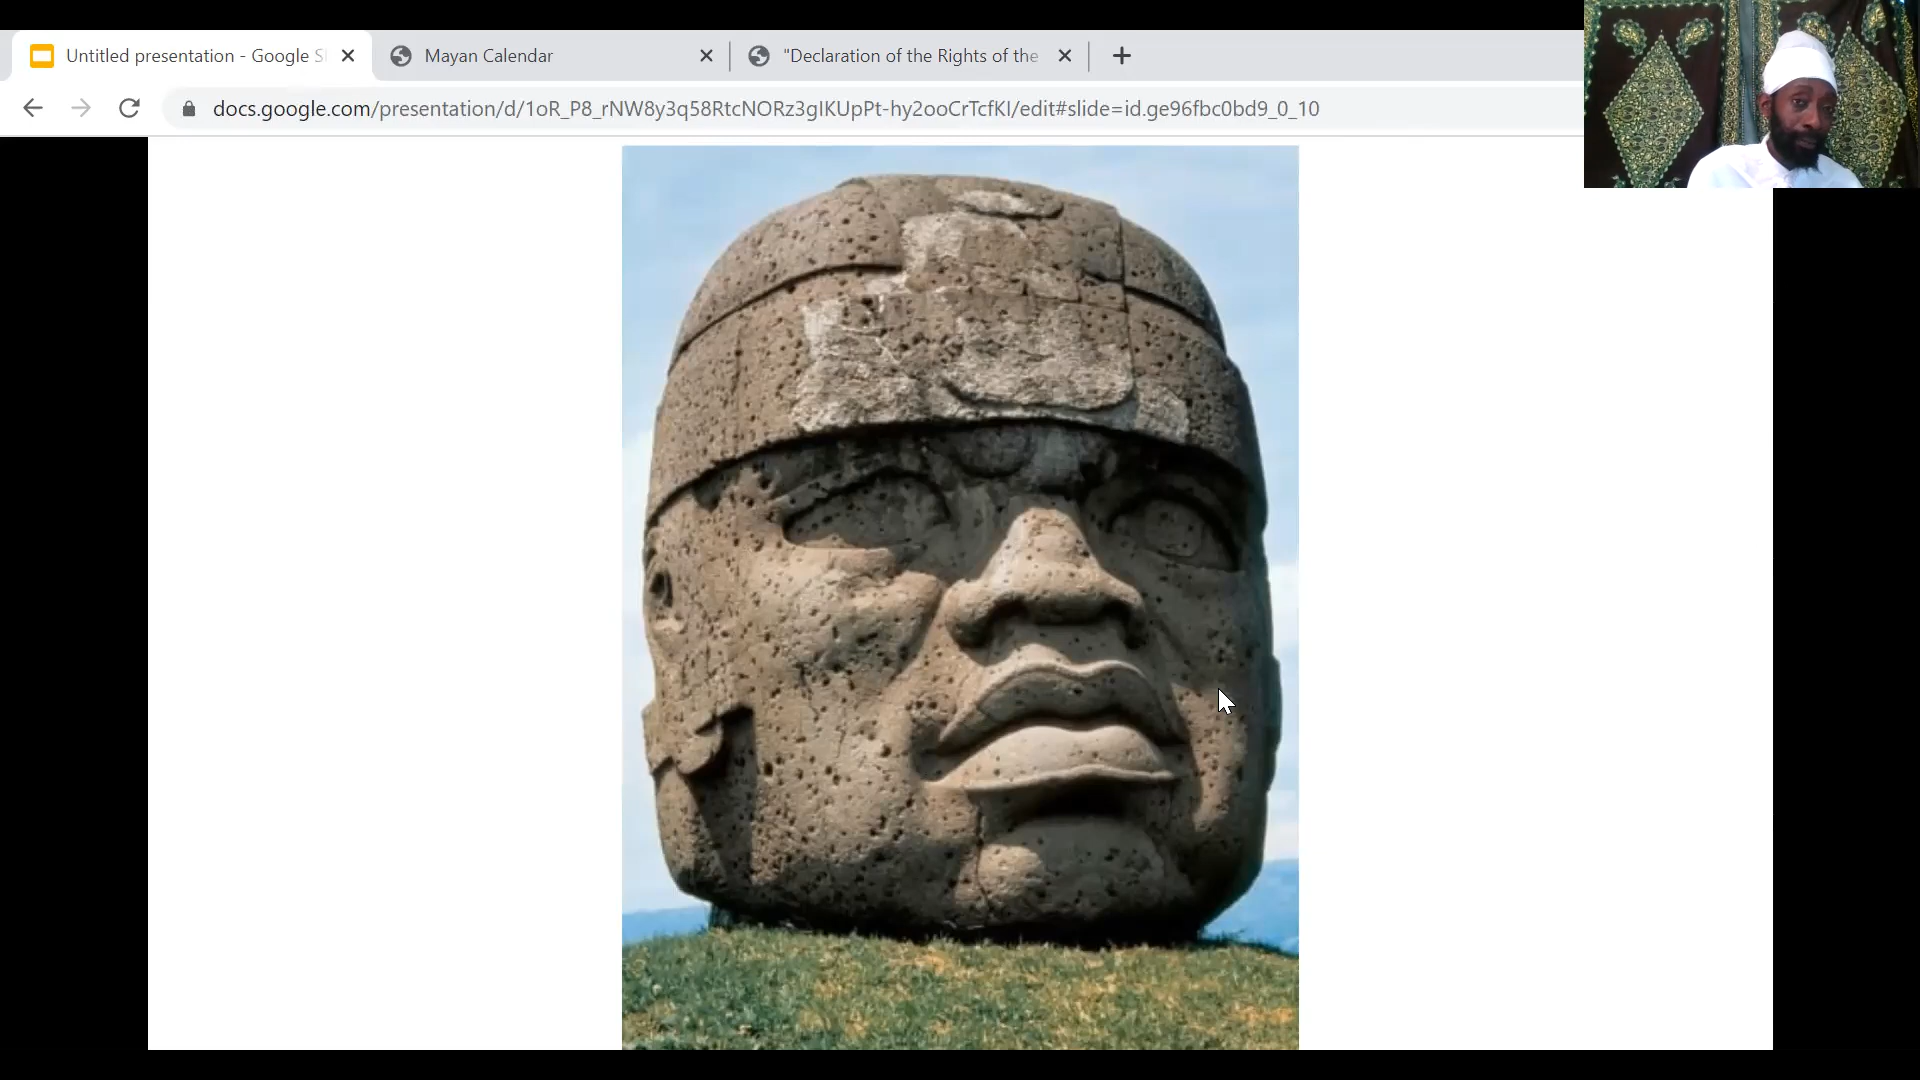 Untitled presentation - Google Sl
Mayan Calendar
"Declaration of the Rights of the
docs.google.com/presentation/d/1oR_P8_rNW8y3q58RtcNORz3gIKUpPt-hy2ooCrTcfKI/edit#slide=id.ge96fbc0bd9_0_10